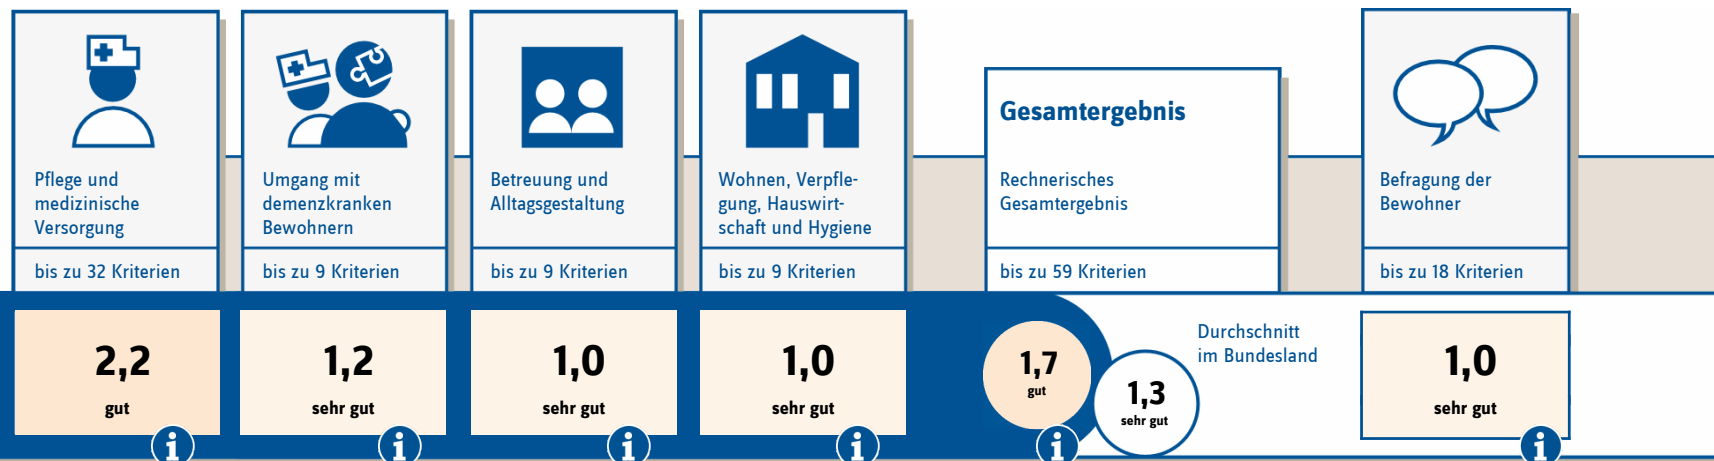 Pflege und
medizinische
Versorgung
bis zu 32 Kriterien
2,2
gut
i
Umgang mit
demenzkranken
Bewohnern
bis zu 9 Kriterien
1,2
sehr gut
i
Betreuung und
Alltagsgestaltung
bis zu 9 Kriterien
1,0
sehr gut
i
Wohnen, Verpfle-
gung, Hauswirt-
schaft und Hygiene
bis zu 9 Kriterien
1,0
sehr gut
i
Gesamtergebnis
Rechnerisches
Gesamtergebnis
bis zu 59 Kriterien
1,7
gut
i
1,3
sehr gut
Durchschnitt
im Bundesland
Befragung der
Bewohner
bis zu 18 Kriterien
1,0
sehr gut
i